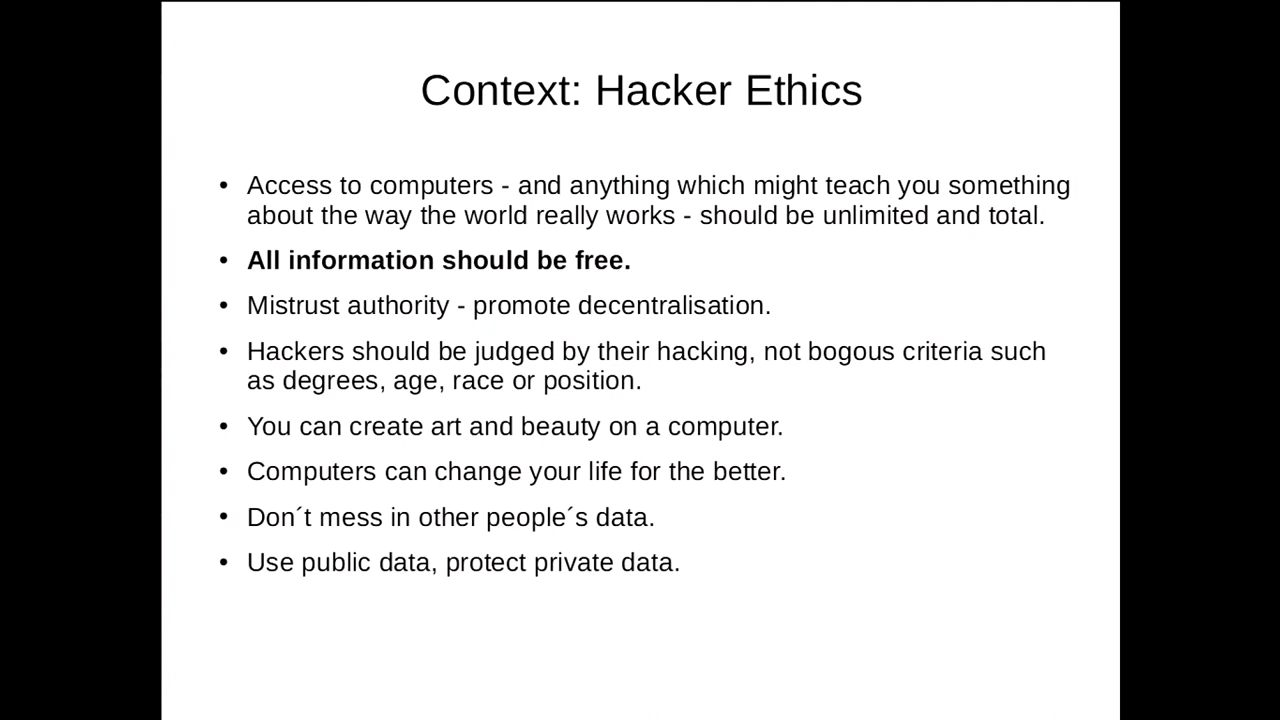 Context: Hacker Ethics
• Access to computers - and anything which might teach you something
about the way the world really works - should be unlimited and total.
• All information should be free.
• Mistrust authority - promote decentralisation.
• Hackers should be judged by their hacking, not bogous criteria such
as degrees, age, race or position.
• You can create art and beauty on a computer.
• Computers can change your life for the better.
• Don´t mess in other people´s data.
• Use public data, protect private data.